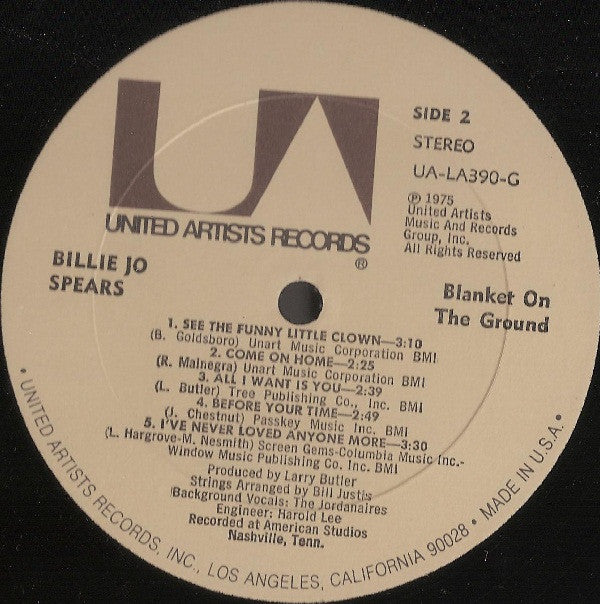 UA
SIDE 2
STEREO
UA-LA390-G
℗ 1975
United Artists
Music And Records
Group, Inc.
All Rights Reserved
UNITED ARTISTS RECORDS
®
BILLIE JO
SPEARS
Blanket On
The Ground
1. SEE THE FUNNY LITTLE CLOWN—3:10
(B. Goldsboro) Unart Music Corporation BMI
2. COME ON HOME—2:25
(R. Malnegra) Unart Music Corporation BMI
3. ALL I WANT IS YOU—2:39
(L. Butler) Tree Publishing Co., Inc. BMI
4. BEFORE YOUR TIME—2:49
(J. Chestnut) Passkey Music Inc. BMI
5. I'VE NEVER LOVED ANYONE MORE—3:30
(L. Hargrove-M. Nesmith) Screen Gems-Columbia Music Inc.-
Window Music Publishing Co. Inc. BMI
Produced by Larry Butler
Strings Arranged by Bill Justis
Background Vocals: The Jordanaires
Engineer: Harold Lee
Recorded at American Studios
Nashville, Tenn.
• UNITED ARTISTS RECORDS, INC., LOS ANGELES, CALIFORNIA 90028 • MADE IN U.S.A. •